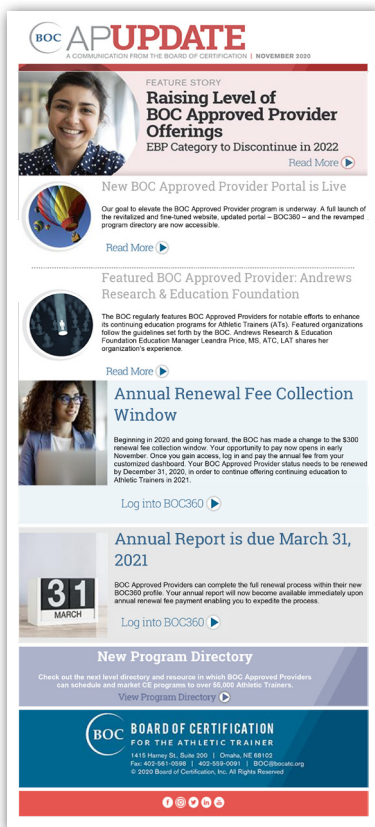 BOC APUPDATE
A COMMUNICATION FROM THE BOARD OF CERTIFICATION | NOVEMBER 2020
FEATURE STORY
Raising Level of
BOC Approved Provider
Offerings
EBP Category to Discontinue in 2022
Read More
New BOC Approved Provider Portal is Live
Our goal to elevate the BOC Approved Provider program is underway. A full launch of
the revitalized and fine-tuned website, updated portal – BOC360 – and the revamped
program directory are now accessible.
Read More
Featured BOC Approved Provider: Andrews
Research & Education Foundation
The BOC regularly features BOC Approved Providers for notable efforts to enhance
its continuing education programs for Athletic Trainers (ATs). Featured organizations
follow the guidelines set forth by the BOC. Andrews Research & Education
Foundation Education Manager Leandra Price, MS, ATC, LAT shares her
organization's experience.
Read More
Annual Renewal Fee Collection
Window
Beginning in 2020 and going forward, the BOC has made a change to the $300
renewal fee collection window. Your opportunity to pay now opens in early
November. Once you gain access, log in and pay the annual fee from your
customized dashboard. Your BOC Approved Provider status needs to be renewed
by December 31, 2020, in order to continue offering continuing education to
Athletic Trainers in 2021.
Log into BOC360
Annual Report is due March 31,
2021
31
MARCH
BOC Approved Providers can complete the full renewal process within their new
BOC360 profile. Your annual report will now become available immediately upon
annual renewal fee payment enabling you to expedite the process.
Log into BOC360
New Program Directory
Check out the next level directory and resource in which BOC Approved Providers
can schedule and market CE programs to over 55,000 Athletic Trainers.
View Program Directory
BOC BOARD OF CERTIFICATION
FOR THE ATHLETIC TRAINER
1415 Harney St., Suite 200 | Omaha, NE 68102
Fax: 402-561-0598 | 402-559-0091 | BOC@bocatc.org
© 2020 Board of Certification, Inc. All Rights Reserved